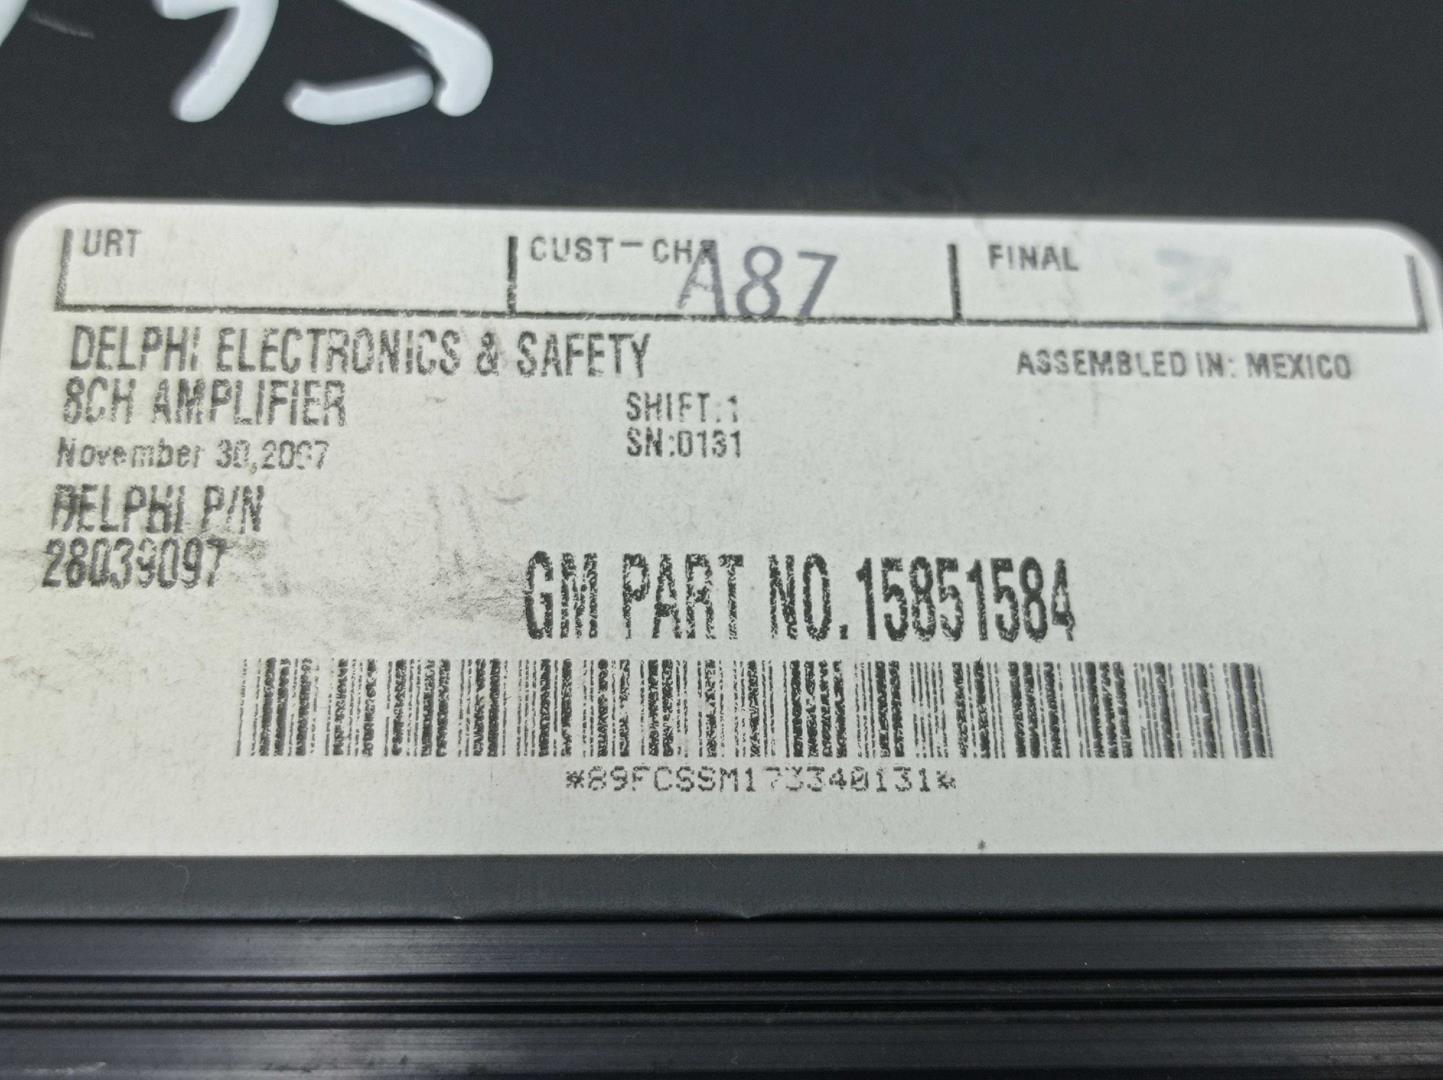 URT CUST-CHK A87 FINAL
DELPHI ELECTRONICS & SAFETY ASSEMBLED IN: MEXICO
8CH AMPLIFIER SHIFT:1
November 30,2007 SN:0131
DELPHI P/N
28039097
GM PART NO.15851584
*89FCSSM173340131*